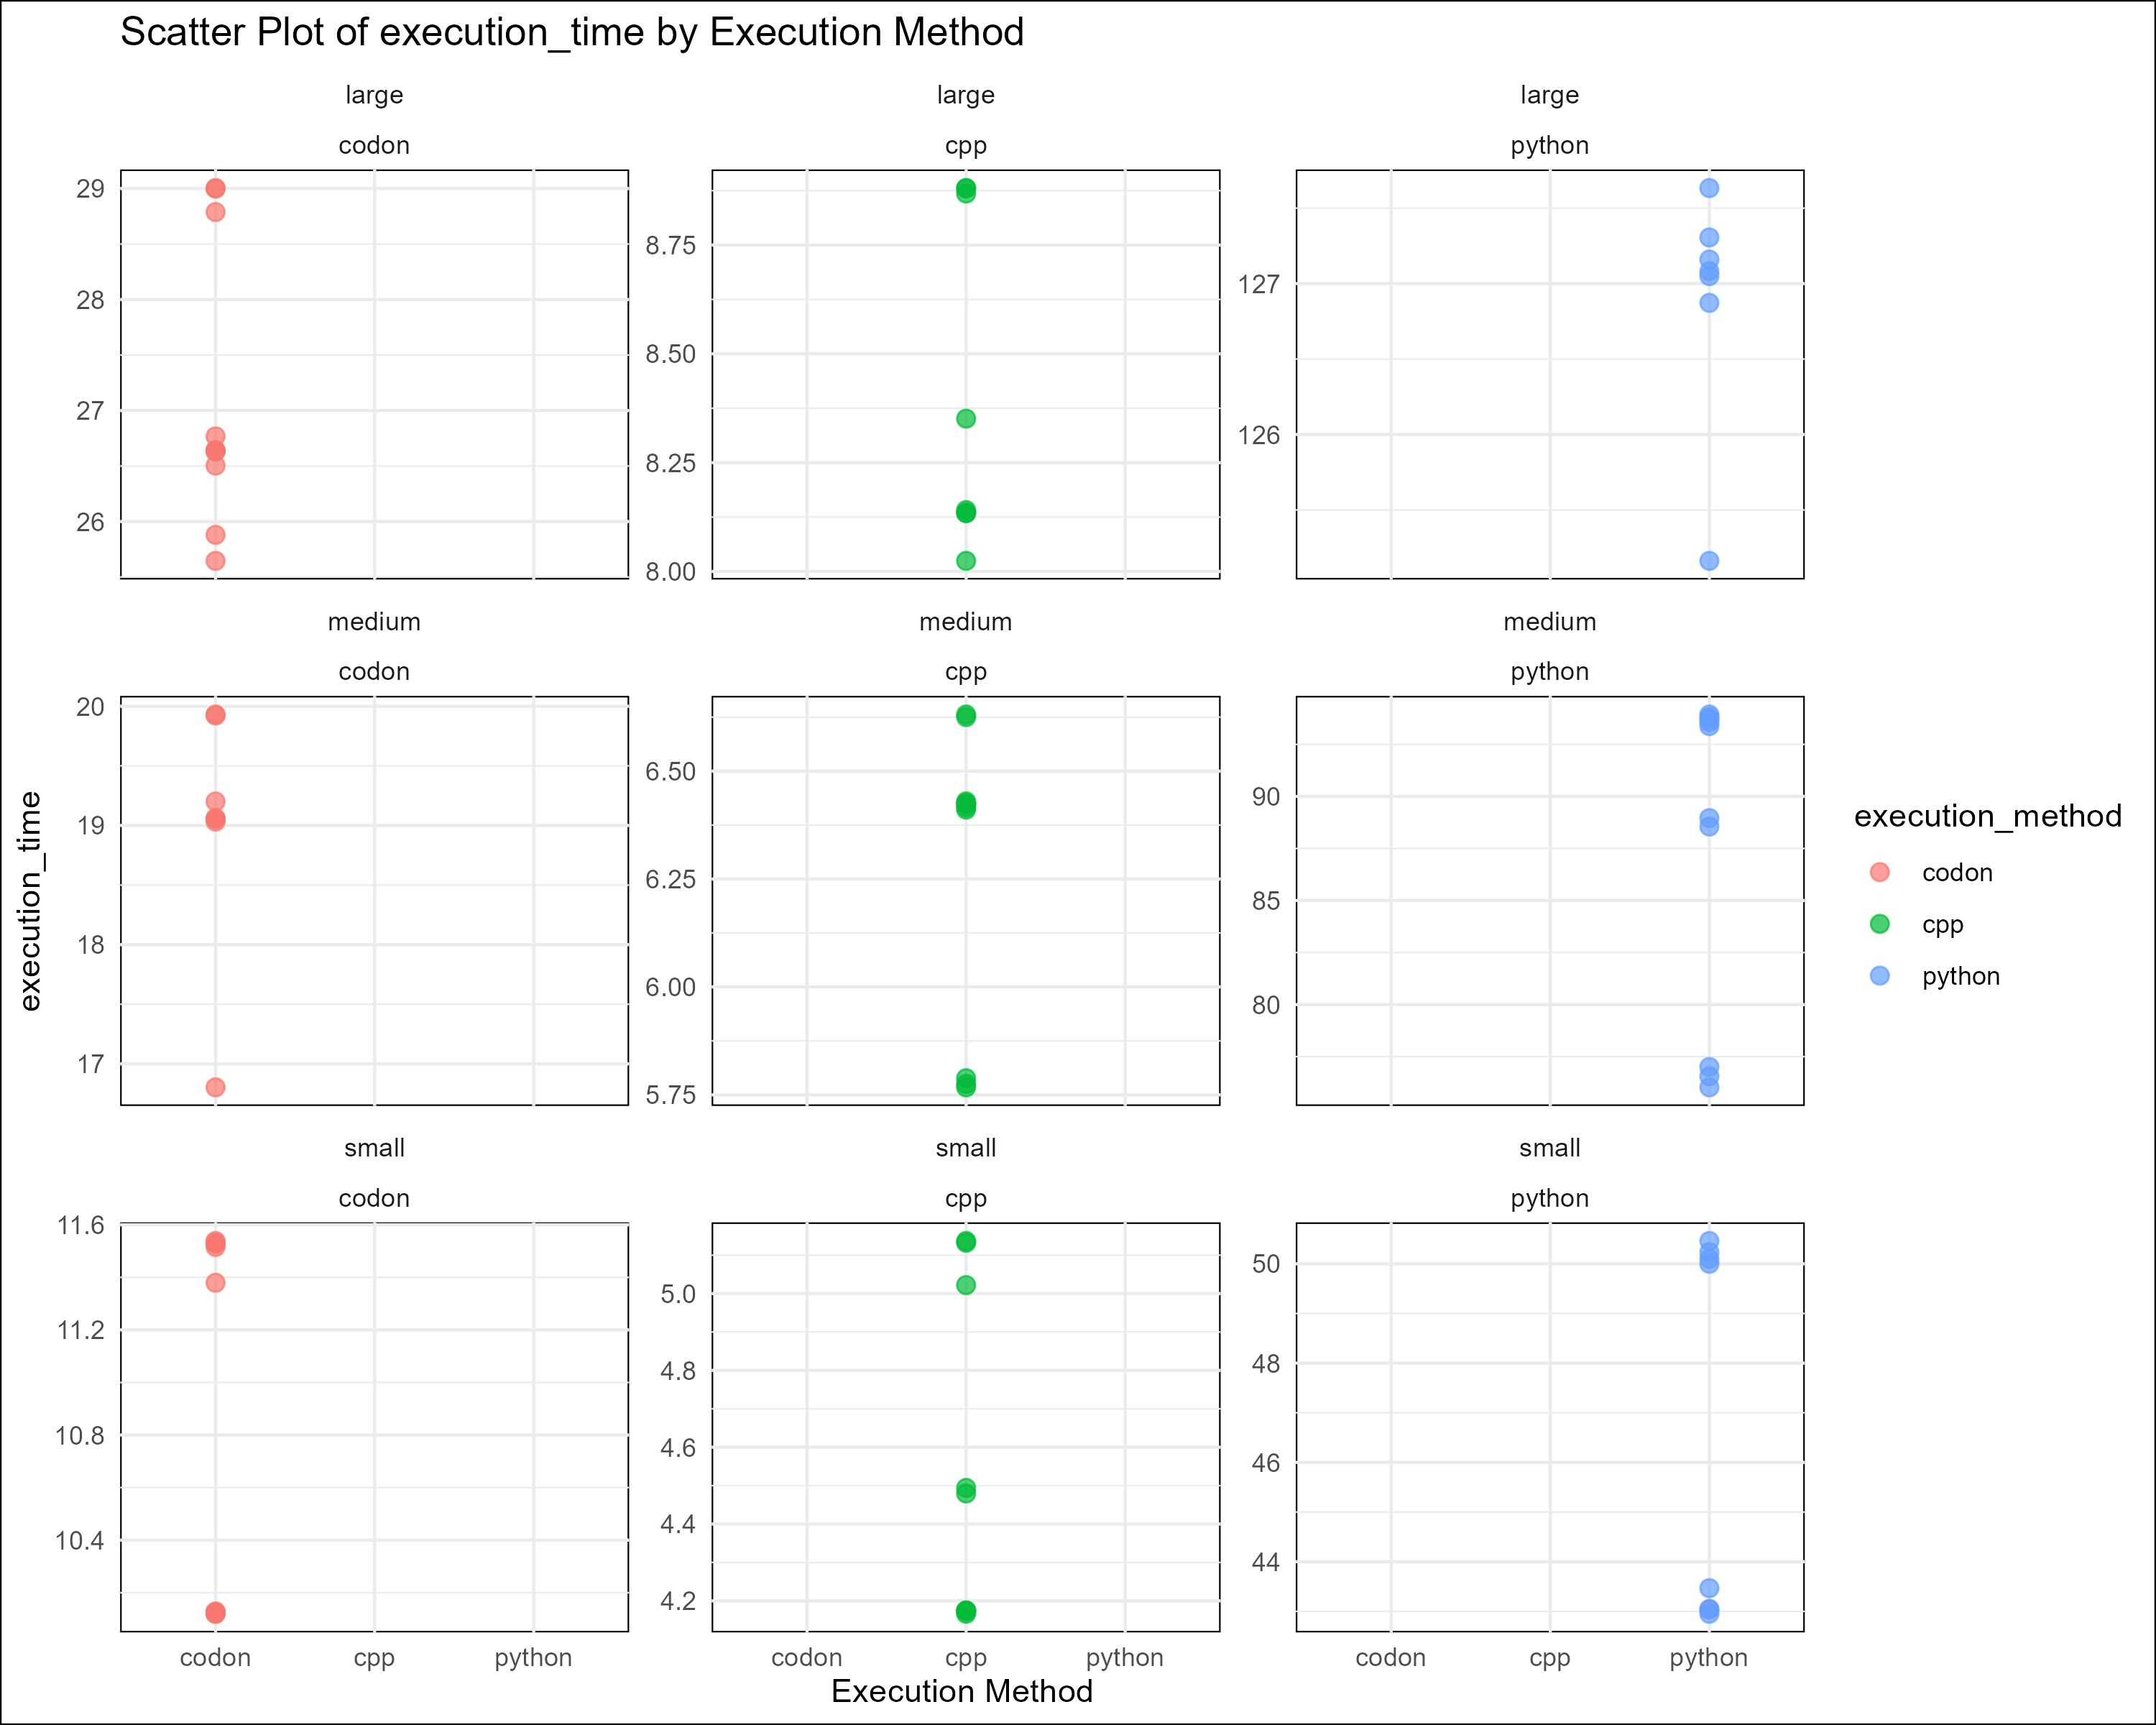 Scatter Plot of execution_time by Execution Method
large large large
codon cpp python
29
28
27
26
8.75
8.50
8.25
8.00
127
126
medium medium medium
codon cpp python
20
19
18
17
6.50
6.25
6.00
5.75
90
85
80
small small small
codon cpp python
11.6
11.2
10.8
10.4
5.0
4.8
4.6
4.4
4.2
50
48
46
44
codon cpp python codon cpp python codon cpp python
Execution Method
execution_time
execution_method
codon
cpp
python